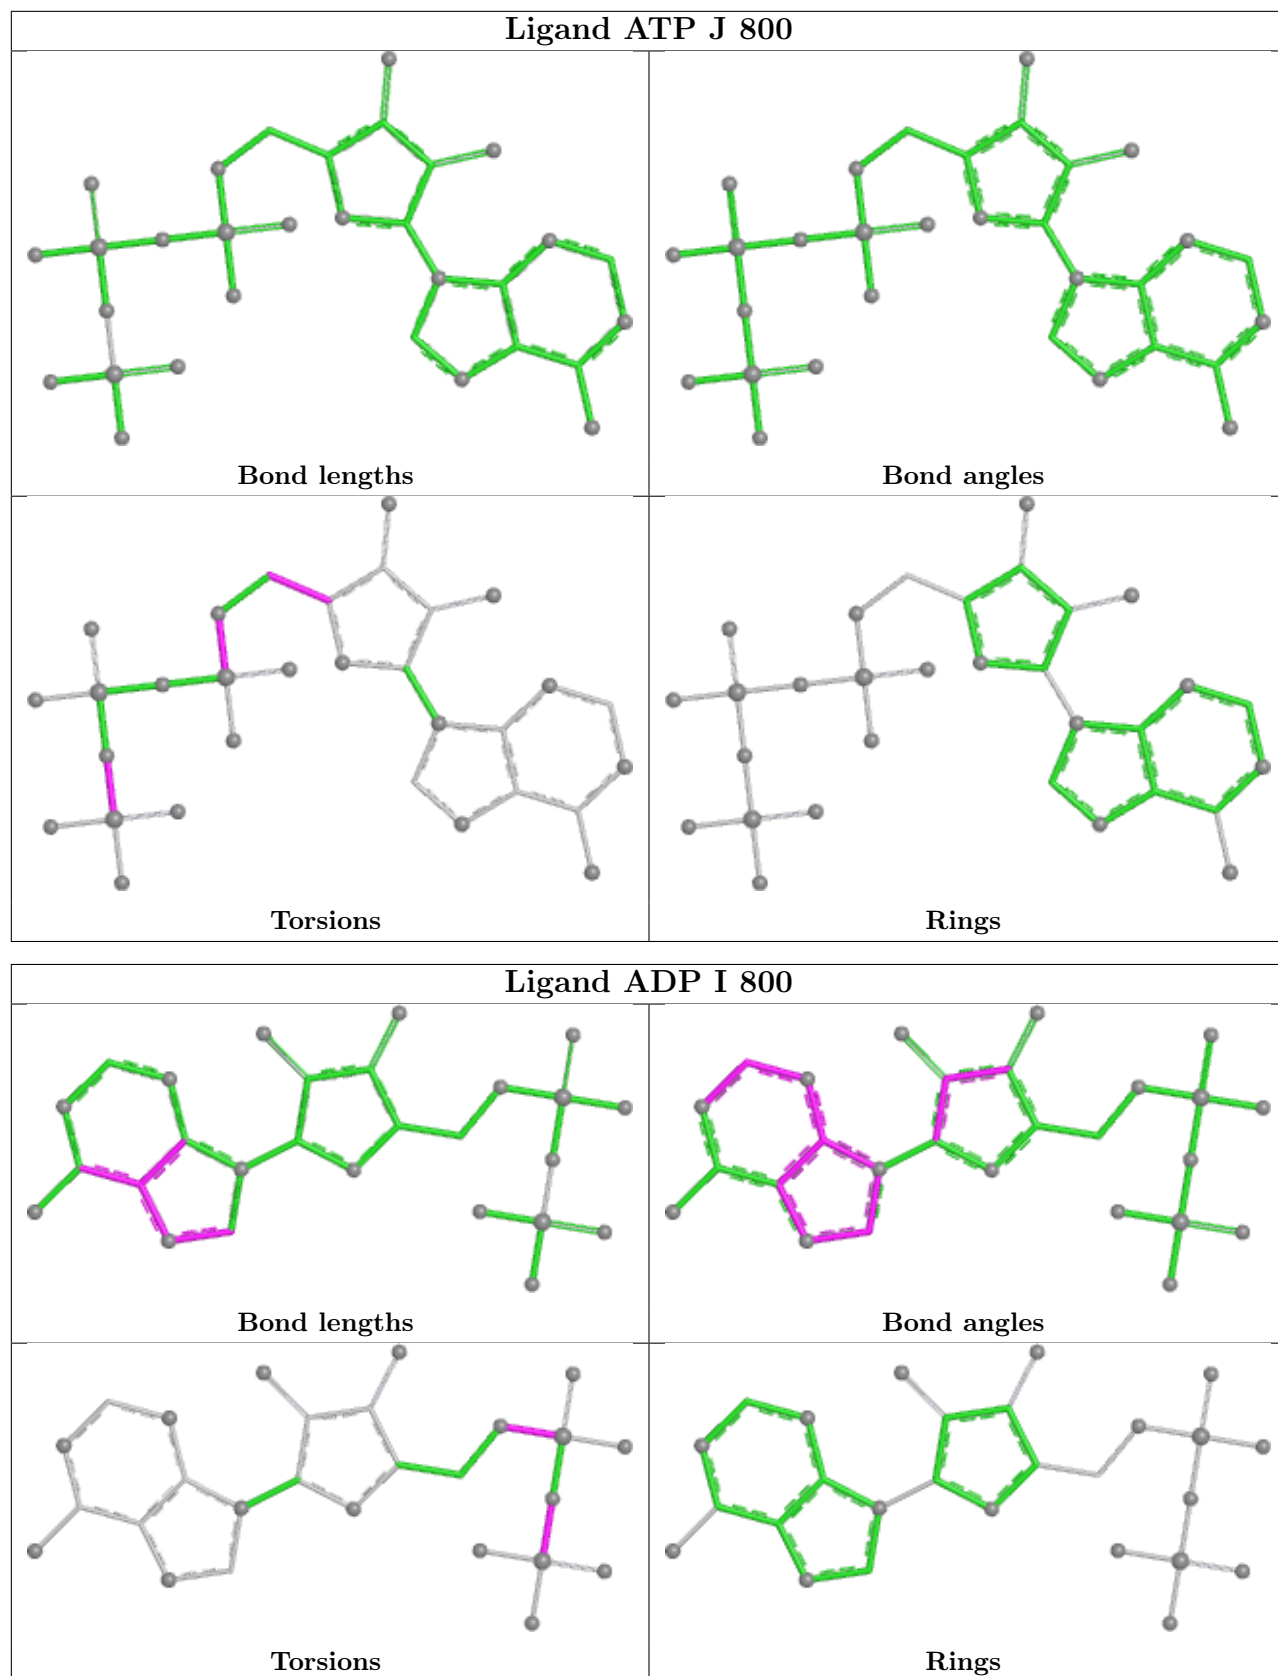 Ligand ATP J 800
Bond lengths
Bond angles
Torsions
Rings
Ligand ADP I 800
Bond lengths
Bond angles
Torsions
Rings